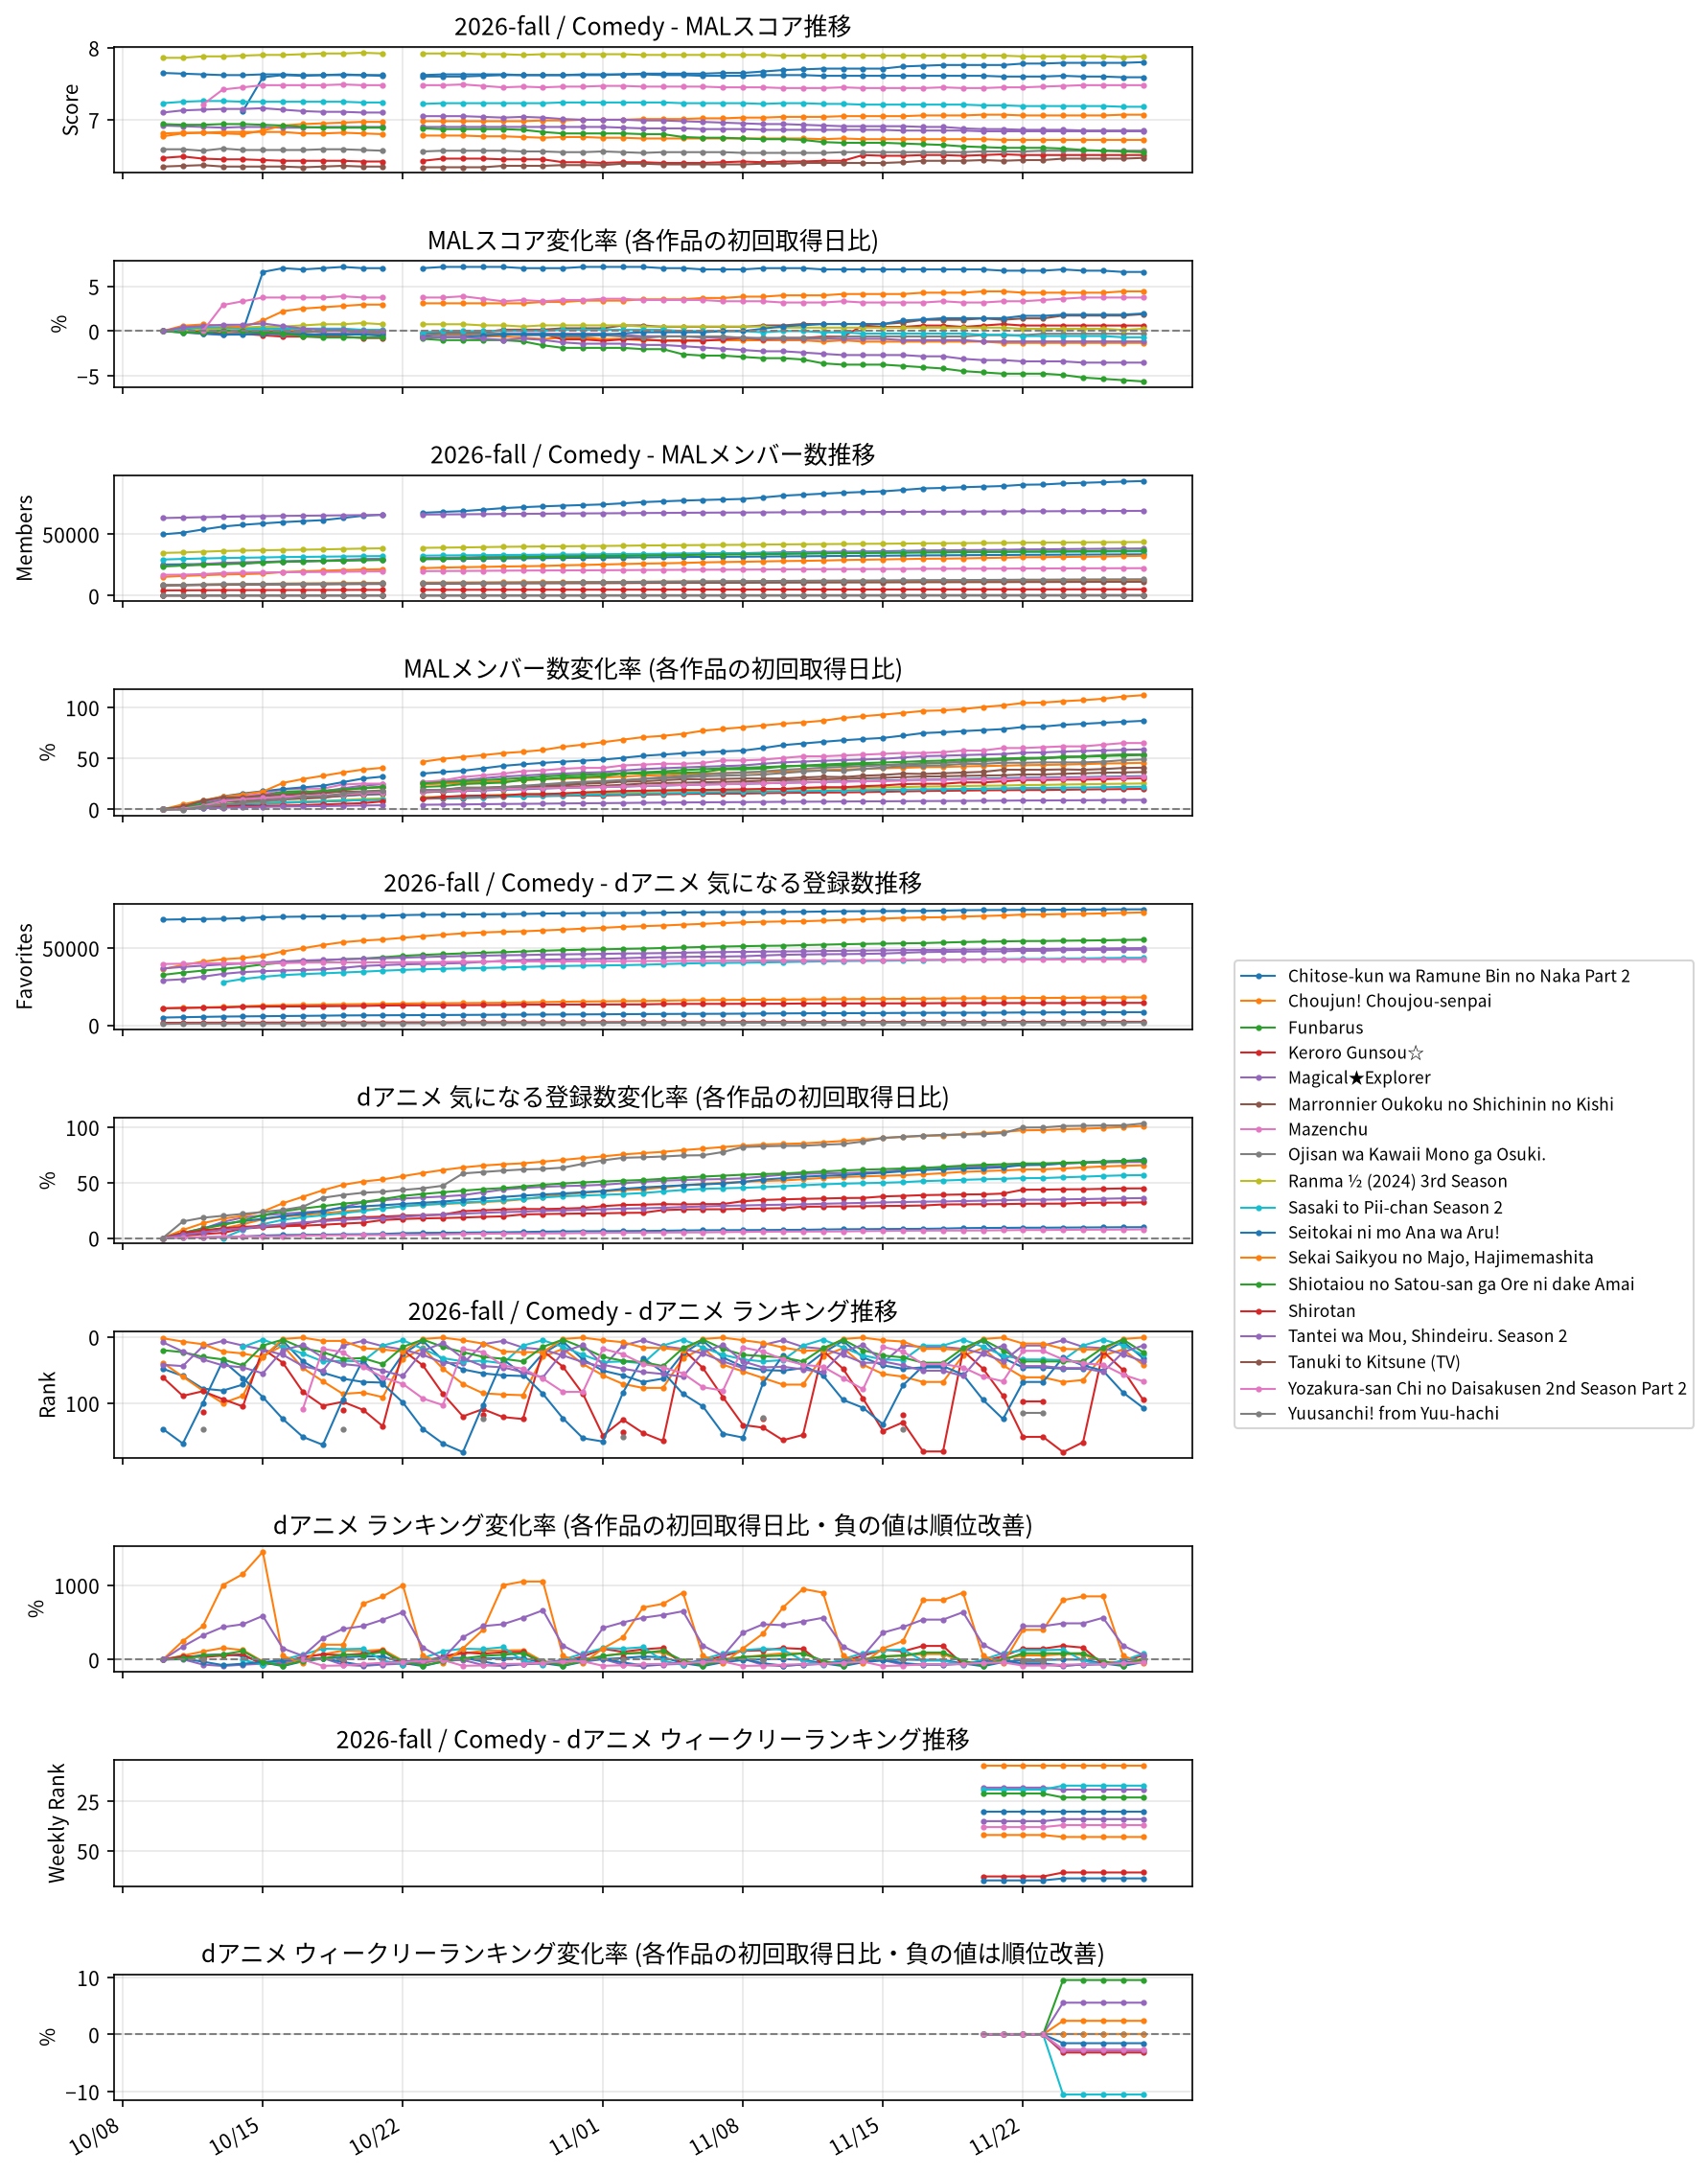 2026-fall / Comedy - MALスコア推移
8
7
Score
MALスコア変化率 (各作品の初回取得日比)
5
0
−5
%
2026-fall / Comedy - MALメンバー数推移
50000
0
Members
MALメンバー数変化率 (各作品の初回取得日比)
100
50
0
%
2026-fall / Comedy - dアニメ 気になる登録数推移
50000
0
Favorites
dアニメ 気になる登録数変化率 (各作品の初回取得日比)
100
50
0
%
2026-fall / Comedy - dアニメ ランキング推移
0
100
Rank
dアニメ ランキング変化率 (各作品の初回取得日比・負の値は順位改善)
1000
0
%
2026-fall / Comedy - dアニメ ウィークリーランキング推移
25
50
Weekly Rank
dアニメ ウィークリーランキング変化率 (各作品の初回取得日比・負の値は順位改善)
10
0
−10
%
10/08
10/15
10/22
11/01
11/08
11/15
11/22
Chitose-kun wa Ramune Bin no Naka Part 2
Choujun! Choujou-senpai
Funbarus
Keroro Gunsou☆
Magical★Explorer
Marronnier Oukoku no Shichinin no Kishi
Mazenchu
Ojisan wa Kawaii Mono ga Osuki.
Ranma ½ (2024) 3rd Season
Sasaki to Pii-chan Season 2
Seitokai ni mo Ana wa Aru!
Sekai Saikyou no Majo, Hajimemashita
Shiotaiou no Satou-san ga Ore ni dake Amai
Shirotan
Tantei wa Mou, Shindeiru. Season 2
Tanuki to Kitsune (TV)
Yozakura-san Chi no Daisakusen 2nd Season Part 2
Yuusanchi! from Yuu-hachi